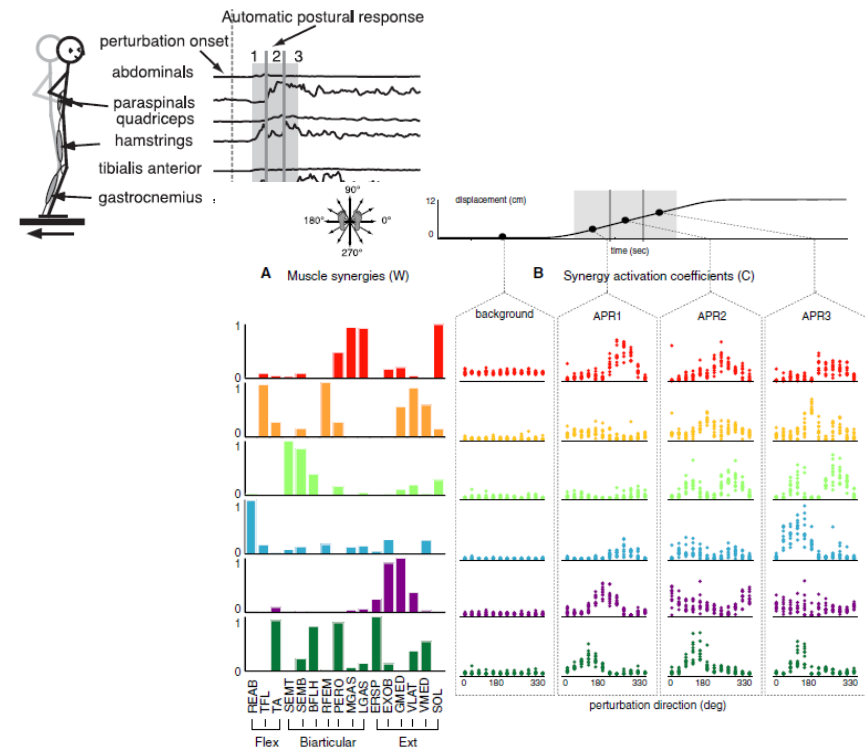 Automatic postural response
perturbation onset
1 2 3
abdominals
paraspinals
quadriceps
hamstrings
tibialis anterior
gastrocnemius
90°
180° 0°
270°
12
displacement (cm)
0
time (sec)
A Muscle synergies (W)
B Synergy activation coefficients (C)
background APR1 APR2 APR3
1
0
1
0
1
0
1
0
1
0
1
0
REAB TFL TA SEMT SEMB BFLH RFEM PERO MGAS LGAS ERSP EXOB GMED VLAT VMED SOL
Flex Biarticular Ext
0 180 330 0 180 330 0 180 330 0 180 330
perturbation direction (deg)